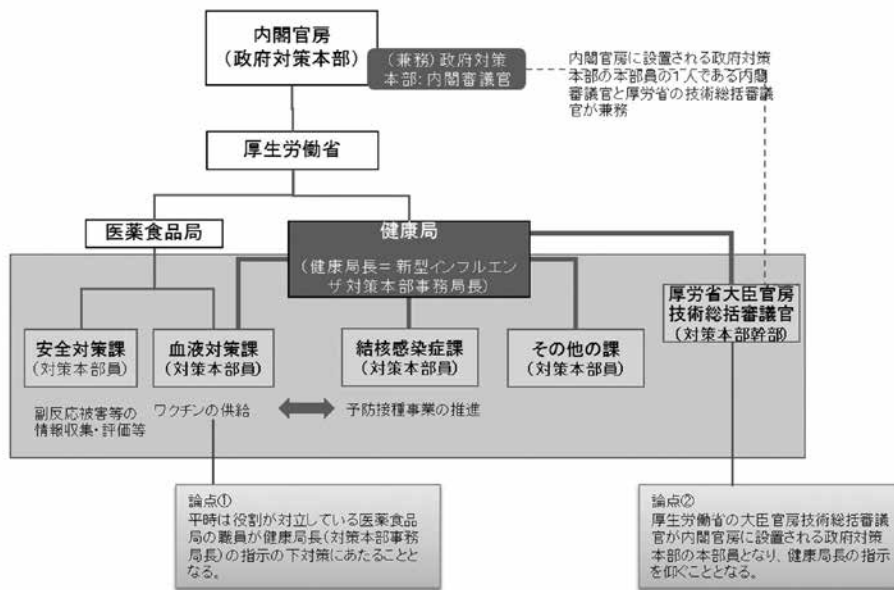 内閣官房
（政府対策本部）
（兼務）政府対策
本部：内閣審議官
内閣官房に設置される政府対策
本部の本部員の1人である内閣
審議官と厚労省の技術総括審議
官が兼務
厚生労働省
医薬食品局
健康局
（健康局長＝新型インフルエン
ザ対策本部事務局長）
厚労省大臣官房
技術総括審議官
（対策本部幹部）
安全対策課
（対策本部員）
血液対策課
（対策本部員）
結核感染症課
（対策本部員）
その他の課
（対策本部員）
副反応被害等の
情報収集・評価等
ワクチンの供給
予防接種事業の推進
論点①
平時は役割が対立している医薬食品
局の職員が健康局長（対策本部事務
局長）の指示の下対策にあたることと
なる。
論点②
厚生労働省の大臣官房技術総括審議
官が内閣官房に設置される政府対策
本部の本部員となり、健康局長の指示
を仰ぐこととなる。